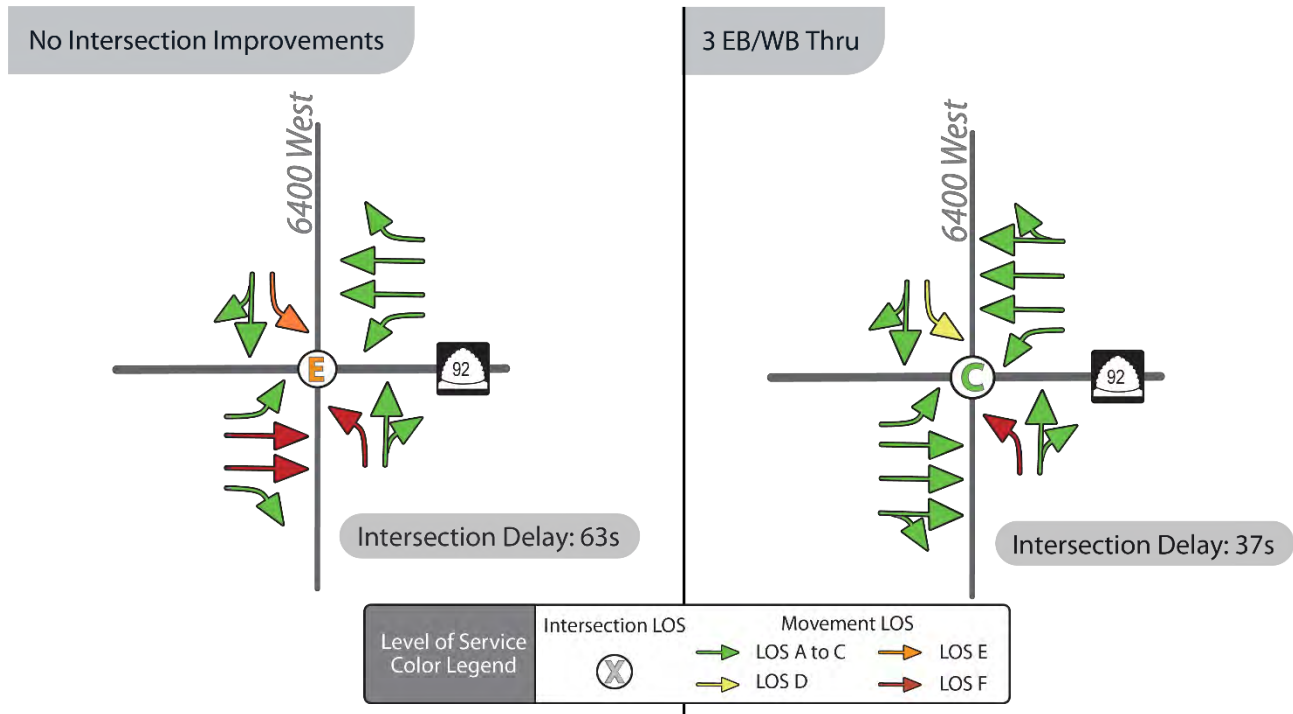 No Intersection Improvements
3 EB/WB Thru
6400 West
E
92
Intersection Delay: 63s
6400 West
C
92
Intersection Delay: 37s
Level of Service
Color Legend
Intersection LOS
X
Movement LOS
LOS A to C
LOS E
LOS D
LOS F